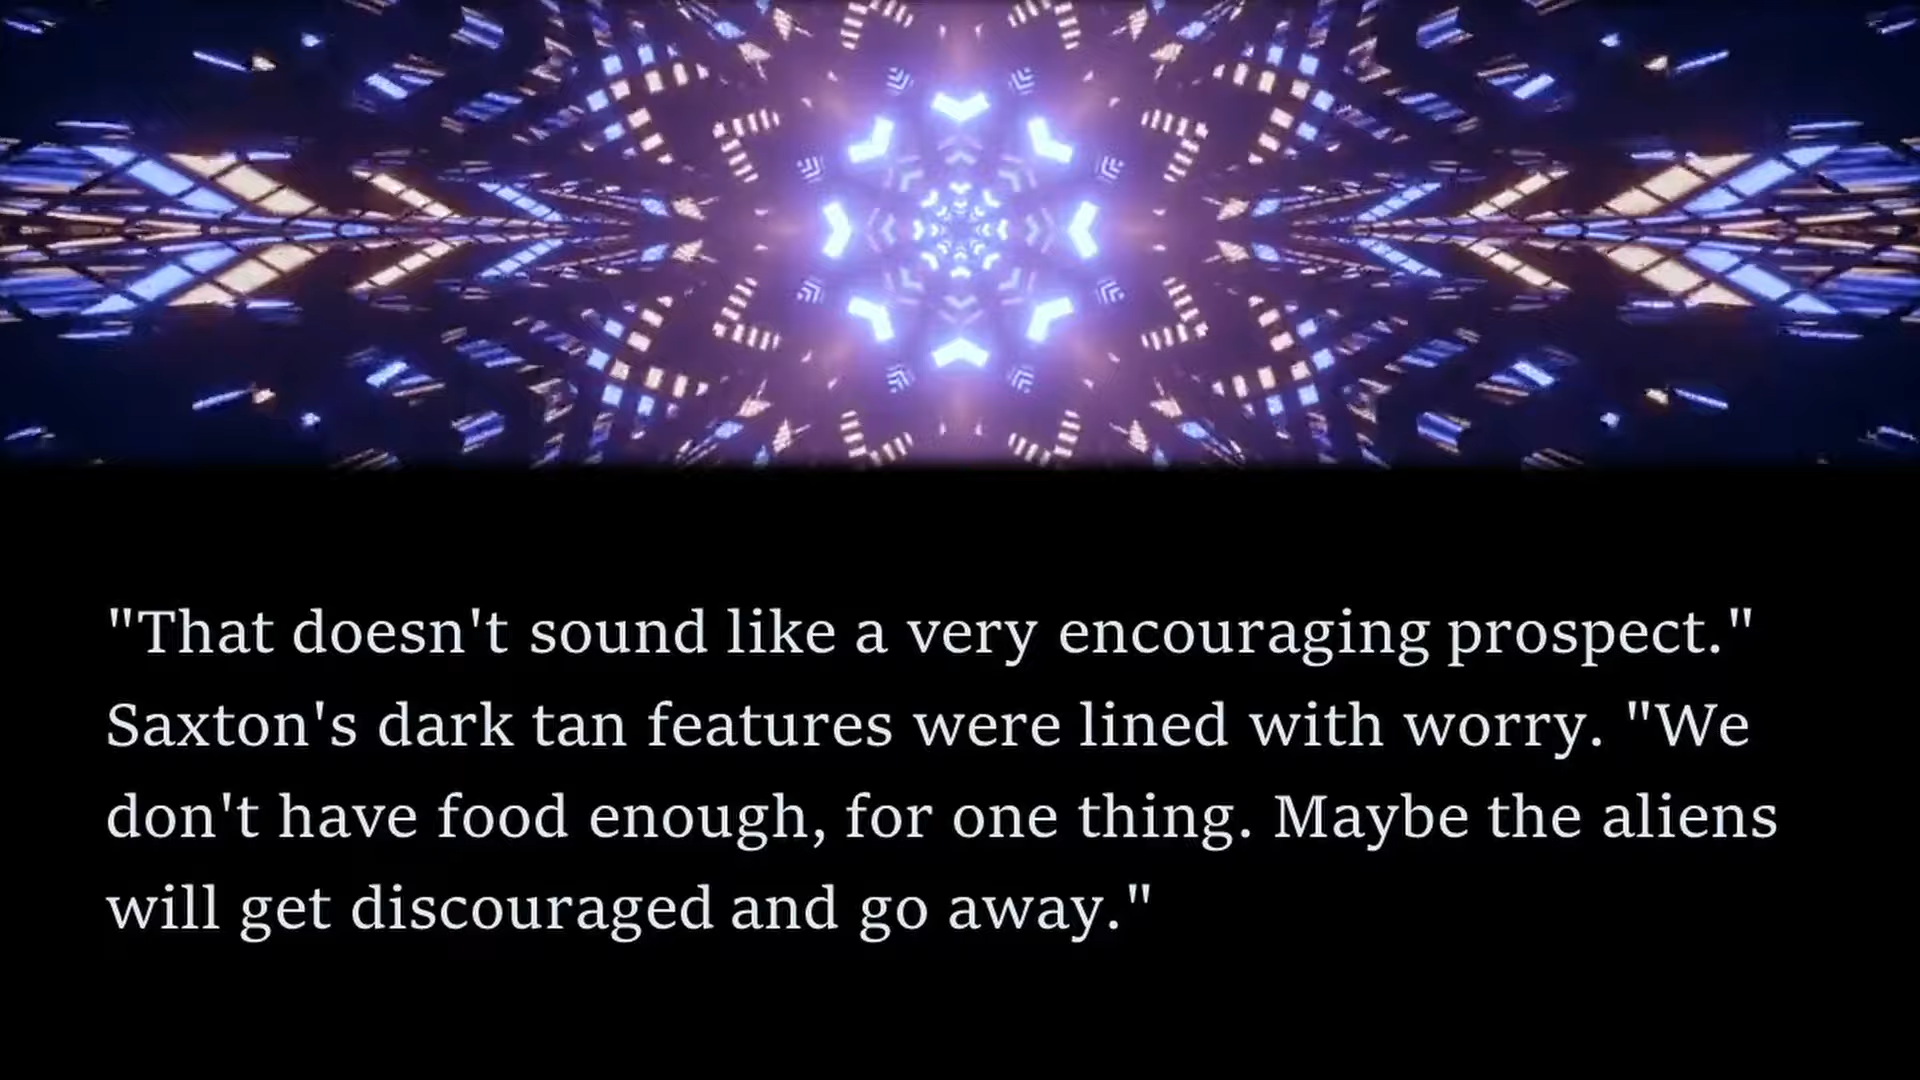 "That doesn't sound like a very encouraging prospect."
Saxton's dark tan features were lined with worry. "We
don't have food enough, for one thing. Maybe the aliens
will get discouraged and go away."